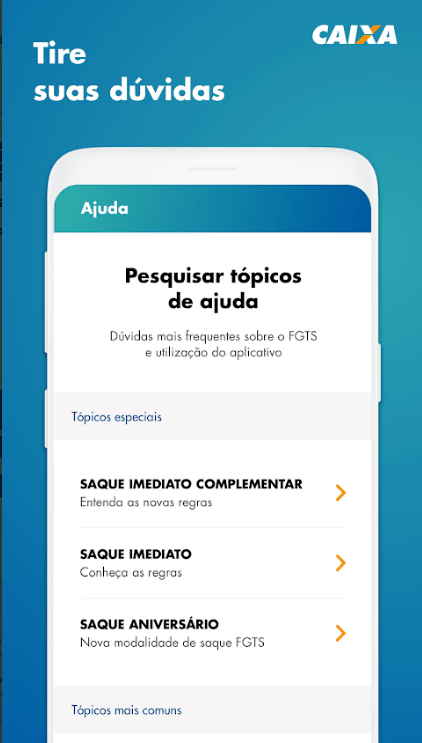 CAIXA
Tire
suas dúvidas
Ajuda
Pesquisar tópicos
de ajuda
Dúvidas mais frequentes sobre o FGTS
e utilização do aplicativo
Tópicos especiais
SAQUE IMEDIATO COMPLEMENTAR
Entenda as novas regras
SAQUE IMEDIATO
Conheça as regras
SAQUE ANIVERSÁRIO
Nova modalidade de saque FGTS
Tópicos mais comuns